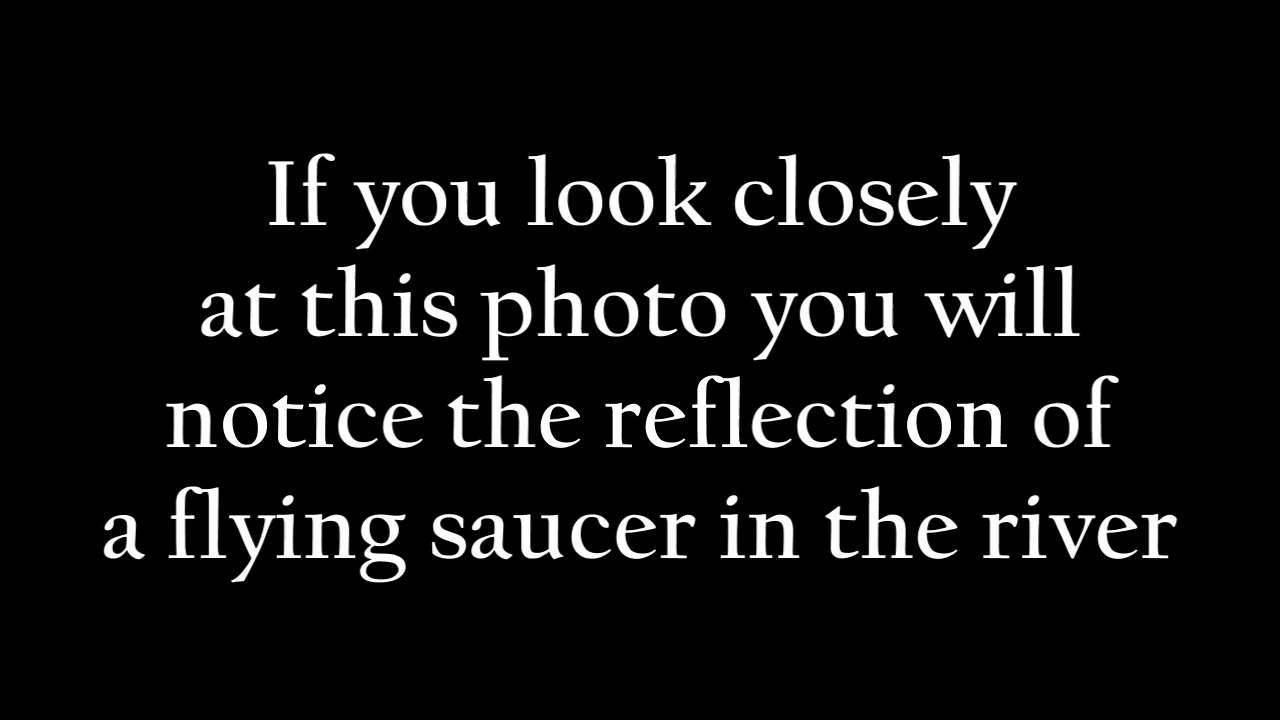 If you look closely
at this photo you will
notice the reflection of
a flying saucer in the river